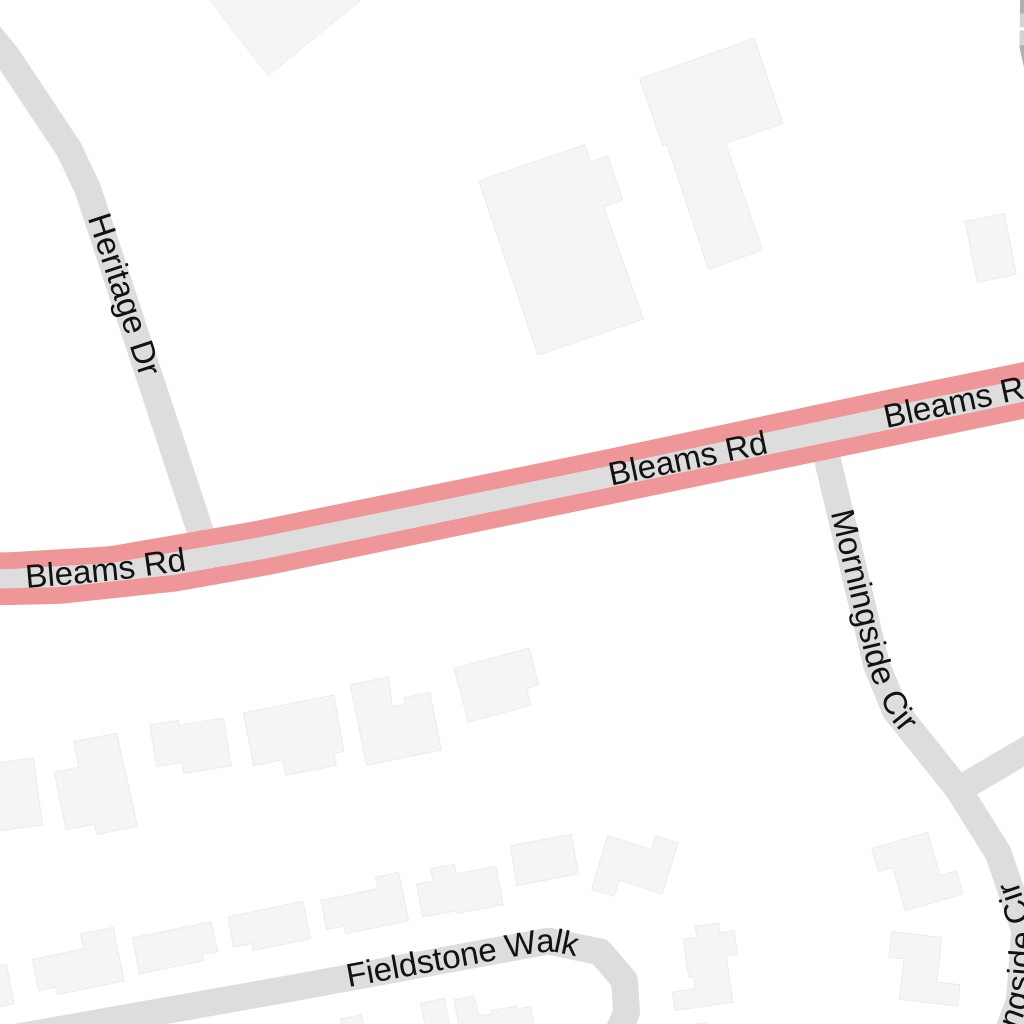 Heritage Dr
Bleams R
Bleams Rd
Bleams Rd
Morningside Cir
Fieldstone Walk
ngside Cir